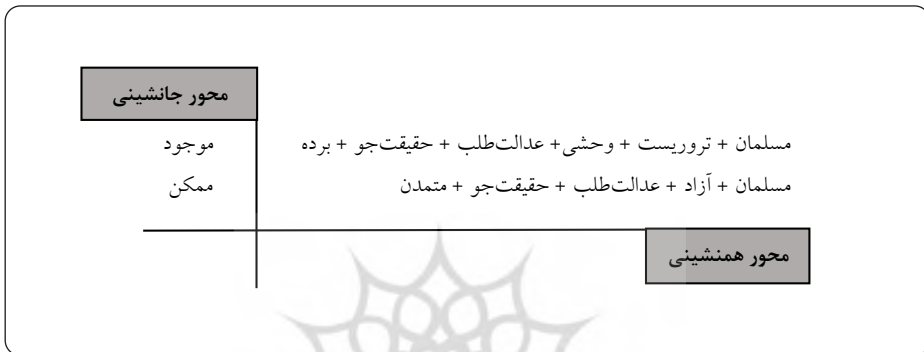 محور جانشینی
مسلمان + تروریست + وحشی+ عدالت‌طلب + حقیقت‌جو + برده
موجود
مسلمان + آزاد + عدالت‌طلب + حقیقت‌جو + متمدن
ممکن
محور همنشینی